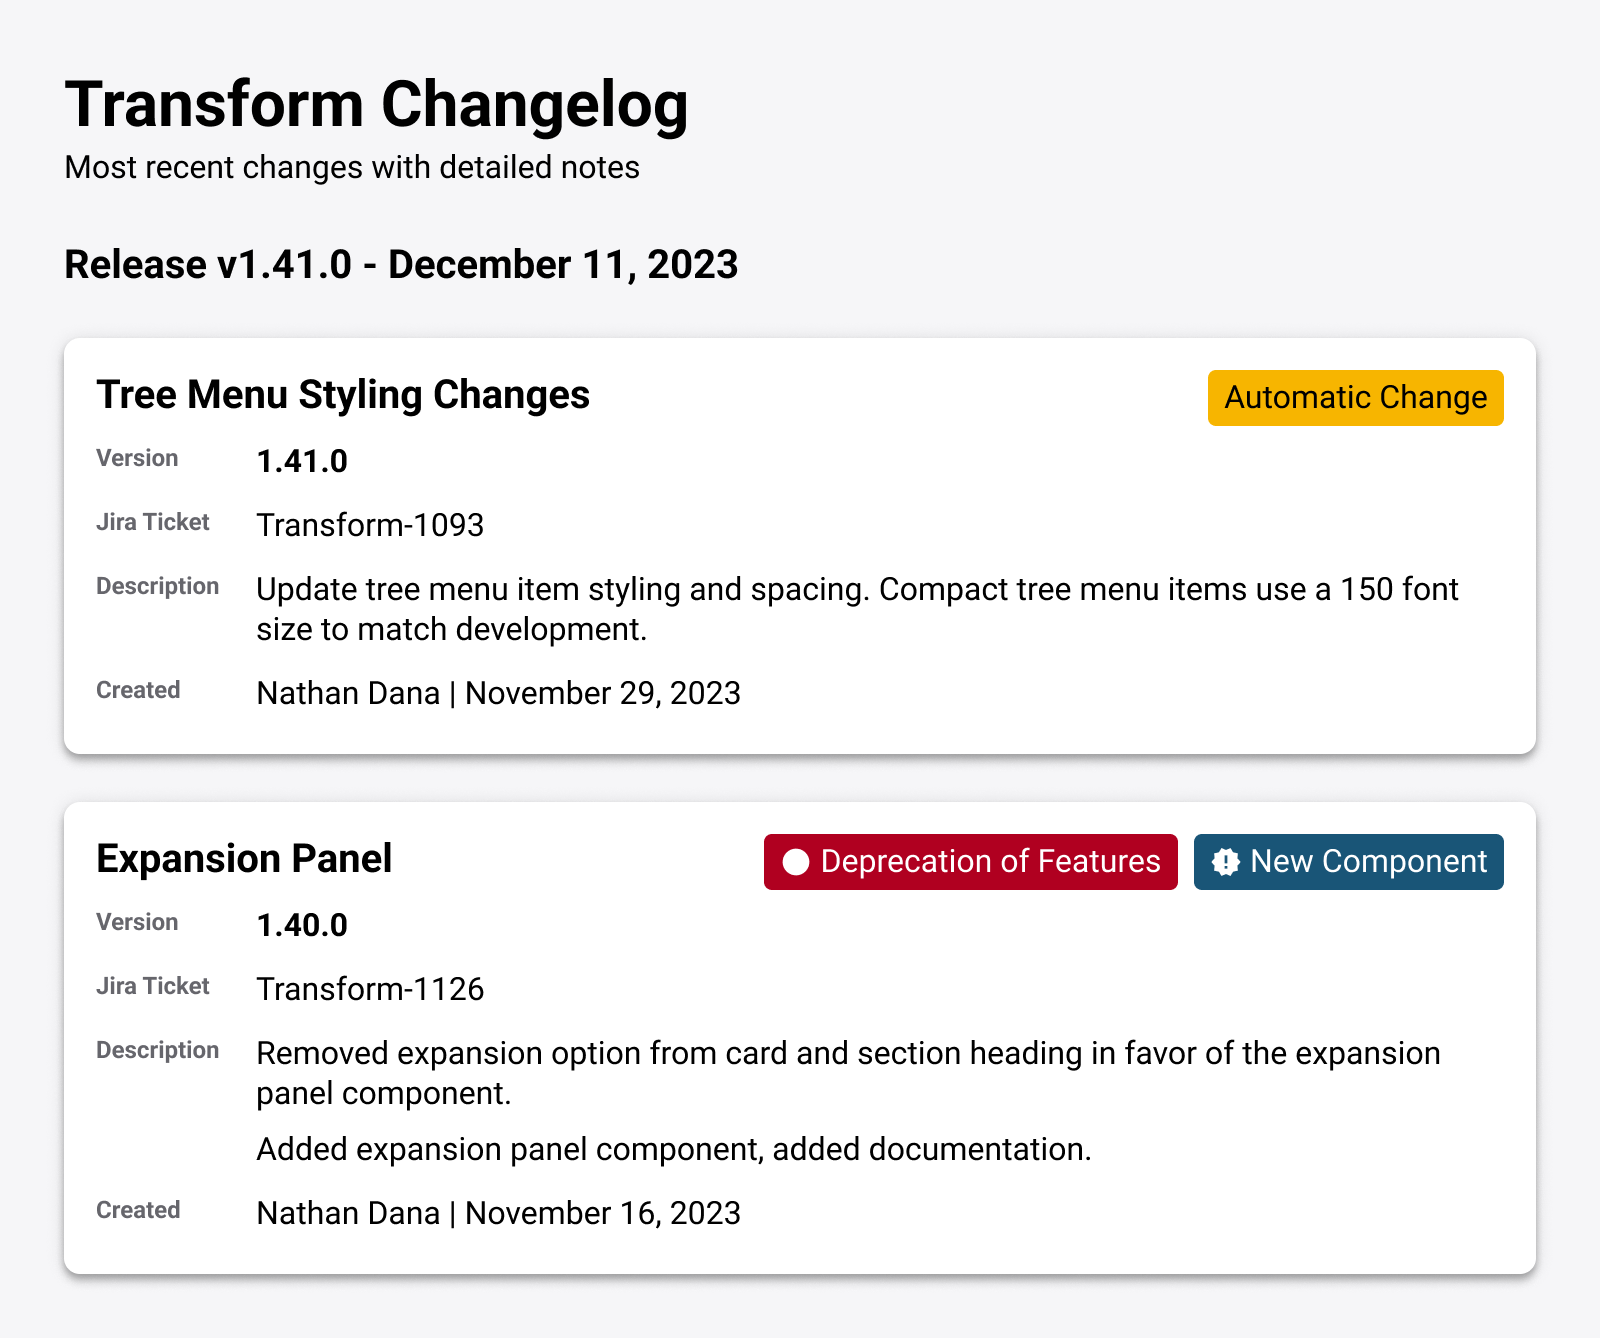 Transform Changelog
Most recent changes with detailed notes
Release v1.41.0 - December 11, 2023
Tree Menu Styling Changes
Automatic Change
Version
1.41.0
Jira Ticket
Transform-1093
Description
Update tree menu item styling and spacing. Compact tree menu items use a 150 font
size to match development.
Created
Nathan Dana | November 29, 2023
Expansion Panel
Deprecation of Features
New Component
Version
1.40.0
Jira Ticket
Transform-1126
Description
Removed expansion option from card and section heading in favor of the expansion
panel component.
Added expansion panel component, added documentation.
Created
Nathan Dana | November 16, 2023